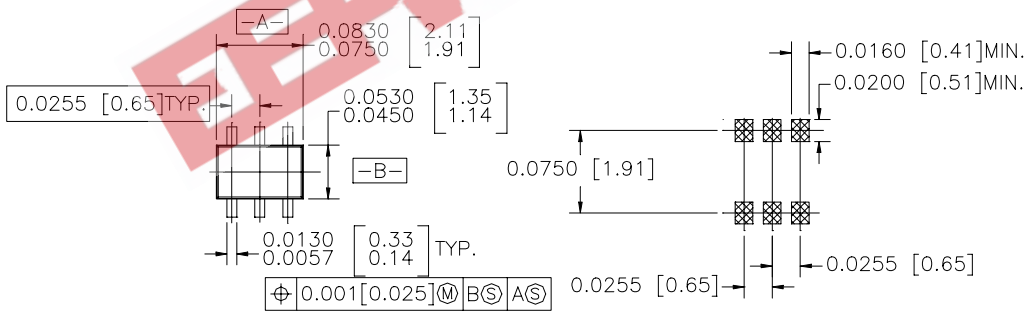 -A-
0.0830 [2.11]
0.0750 [1.91]
0.0255 [0.65]TYP.
0.0530 [1.35]
0.0450 [1.14]
-B-
0.0130 [0.33] TYP.
0.0057 [0.14]
⌖ 0.001[0.025]Ⓜ BⓈ AⓈ
0.0160 [0.41]MIN.
0.0200 [0.51]MIN.
0.0750 [1.91]
0.0255 [0.65]
0.0255 [0.65]